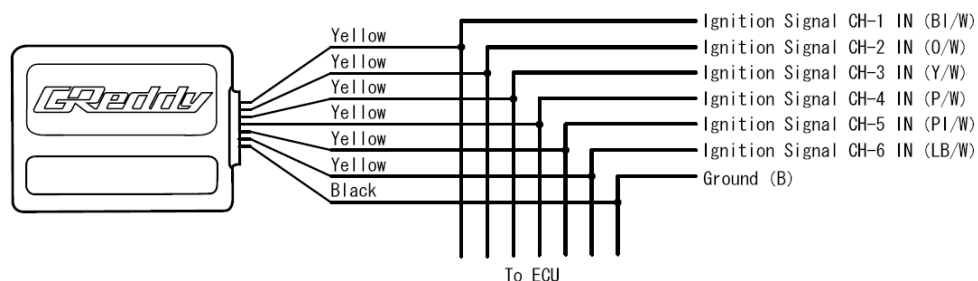 GReddy
Yellow
Yellow
Yellow
Yellow
Yellow
Yellow
Black
Ignition Signal CH-1 IN (BI/W)
Ignition Signal CH-2 IN (O/W)
Ignition Signal CH-3 IN (Y/W)
Ignition Signal CH-4 IN (P/W)
Ignition Signal CH-5 IN (PI/W)
Ignition Signal CH-6 IN (LB/W)
Ground (B)
To ECU